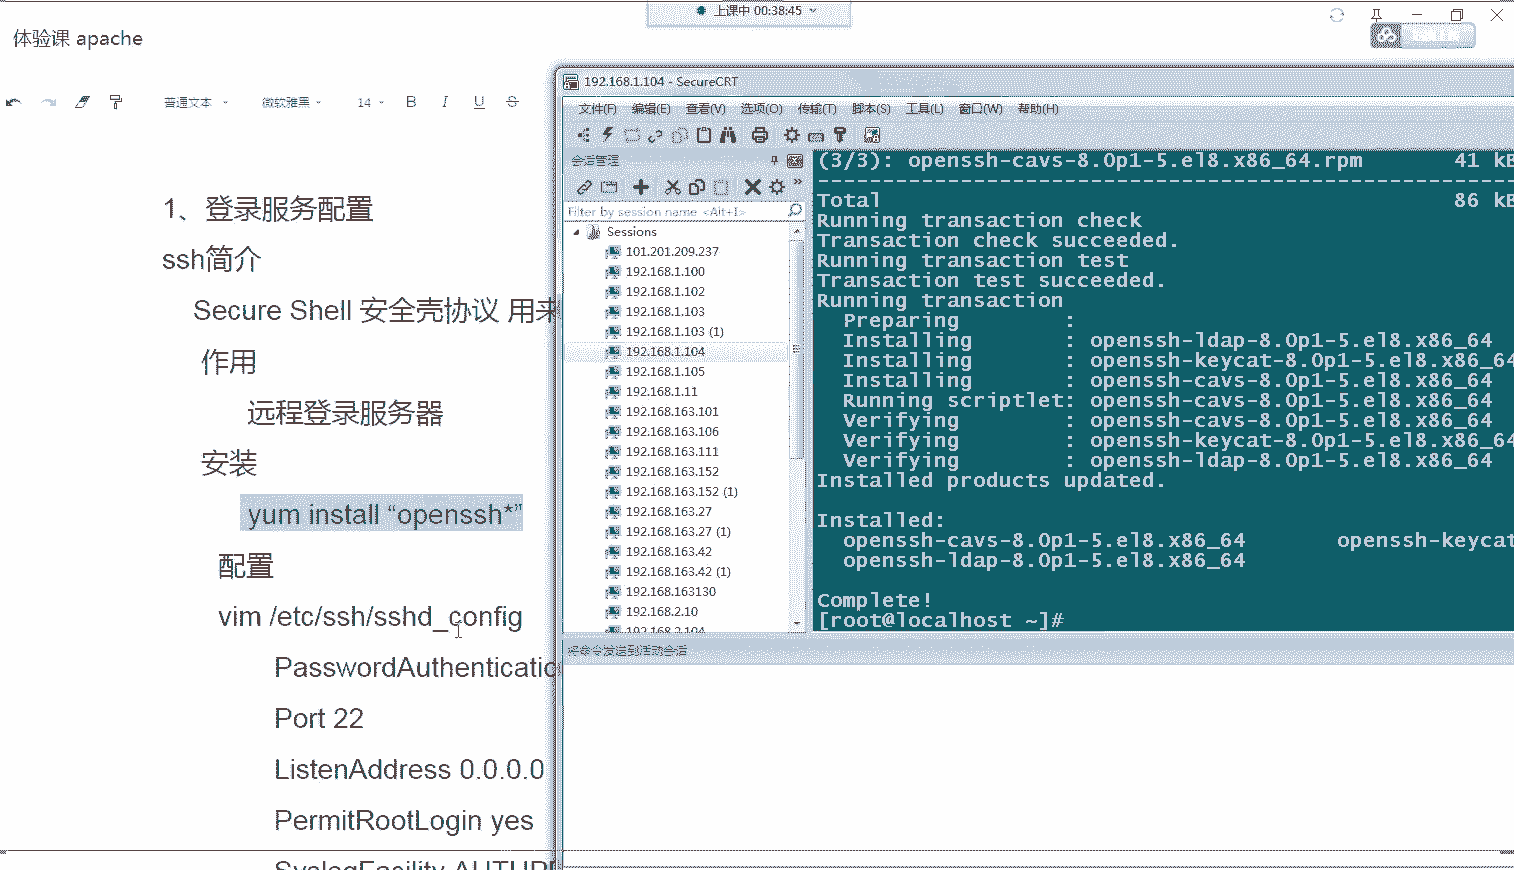 上课中 00:38:45
体验课 apache
普通文本
微软雅黑
14
B I U S
1、登录服务配置
ssh简介
Secure Shell 安全壳协议 用来
作用
远程登录服务器
安装
yum install “openssh*”
配置
vim /etc/ssh/sshd_config
PasswordAuthenticatio
Port 22
ListenAddress 0.0.0.0
PermitRootLogin yes
192.168.1.104 - SecureCRT
文件(F) 编辑(E) 查看(V) 选项(O) 传输(T) 脚本(S) 工具(L) 窗口(W) 帮助(H)
会话管理
Filter by session name <Alt+I>
Sessions
101.201.209.237
192.168.1.100
192.168.1.102
192.168.1.103
192.168.1.103 (1)
192.168.1.104
192.168.1.105
192.168.1.11
192.168.163.101
192.168.163.106
192.168.163.111
192.168.163.152
192.168.163.152 (1)
192.168.163.27
192.168.163.27 (1)
192.168.163.42
192.168.163.42 (1)
192.168.163130
192.168.2.10
192.168.2.104
(3/3): openssh-cavs-8.0p1-5.el8.x86_64.rpm 41 kB
Total 86 kB
Running transaction check
Transaction check succeeded.
Running transaction test
Transaction test succeeded.
Running transaction
Preparing :
Installing : openssh-ldap-8.0p1-5.el8.x86_64
Installing : openssh-keycat-8.0p1-5.el8.x86_64
Installing : openssh-cavs-8.0p1-5.el8.x86_64
Running scriptlet: openssh-cavs-8.0p1-5.el8.x86_64
Verifying : openssh-cavs-8.0p1-5.el8.x86_64
Verifying : openssh-keycat-8.0p1-5.el8.x86_64
Verifying : openssh-ldap-8.0p1-5.el8.x86_64
Installed products updated.
Installed:
openssh-cavs-8.0p1-5.el8.x86_64 openssh-keycat
openssh-ldap-8.0p1-5.el8.x86_64
Complete!
[root@localhost ~]#
将命令发送到活动会话